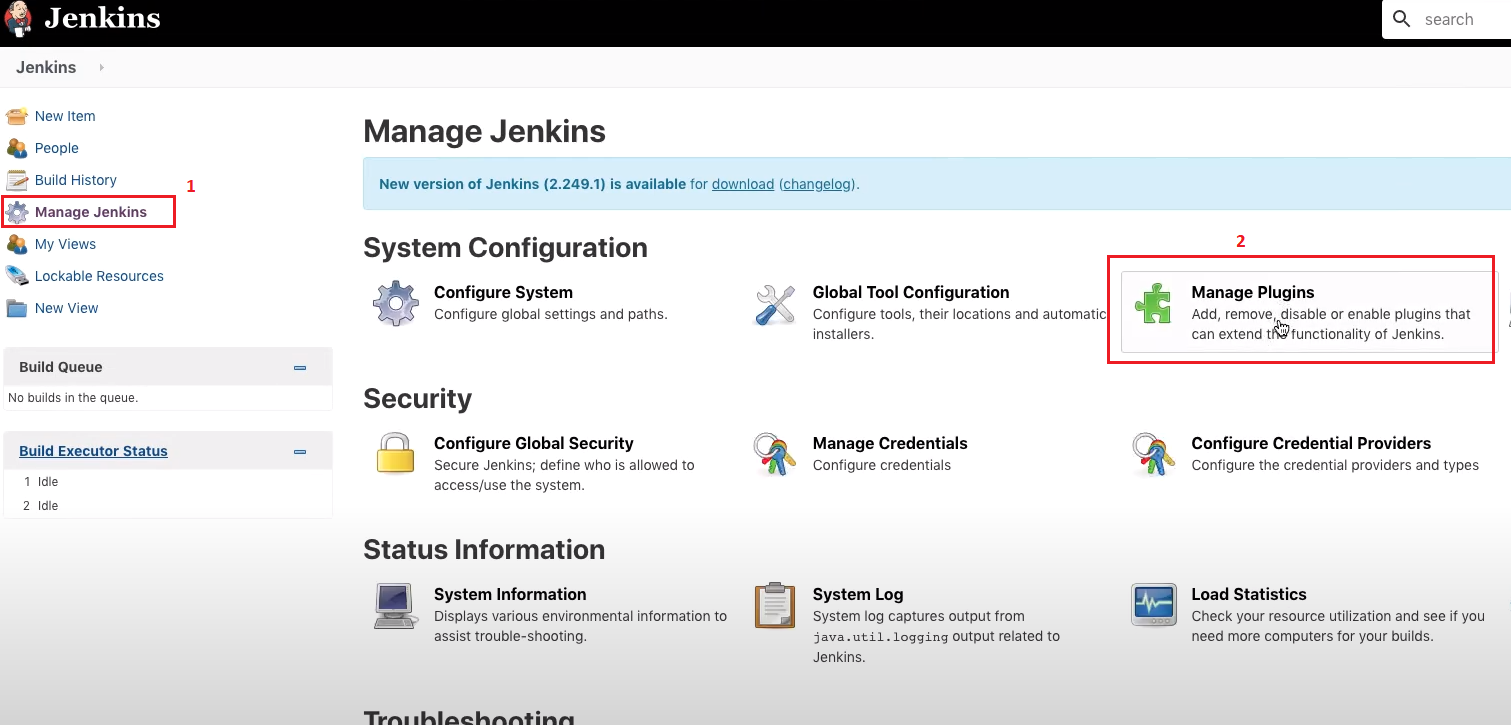 Jenkins
search
Jenkins
New Item
People
Build History
1
Manage Jenkins
My Views
Lockable Resources
New View
Build Queue
No builds in the queue.
Build Executor Status
1 Idle
2 Idle
Manage Jenkins
New version of Jenkins (2.249.1) is available for download (changelog).
System Configuration
Configure System
Configure global settings and paths.
Global Tool Configuration
Configure tools, their locations and automatic
installers.
2
Manage Plugins
Add, remove, disable or enable plugins that
can extend the functionality of Jenkins.
Security
Configure Global Security
Secure Jenkins; define who is allowed to
access/use the system.
Manage Credentials
Configure credentials
Configure Credential Providers
Configure the credential providers and types
Status Information
System Information
Displays various environmental information to
assist trouble-shooting.
System Log
System log captures output from
java.util.logging output related to
Jenkins.
Load Statistics
Check your resource utilization and see if you
need more computers for your builds.
Troubleshooting